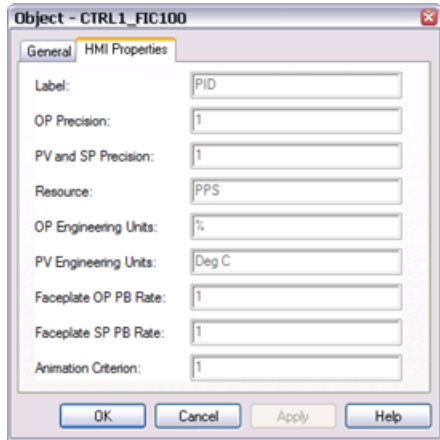 Object - CTRL1_FIC100
General HMI Properties
Label: PID
OP Precision: 1
PV and SP Precision: 1
Resource: PPS
OP Engineering Units: %
PV Engineering Units: Deg C
Faceplate OP PB Rate: 1
Faceplate SP PB Rate: 1
Animation Criterion: 1
OK Cancel Apply Help